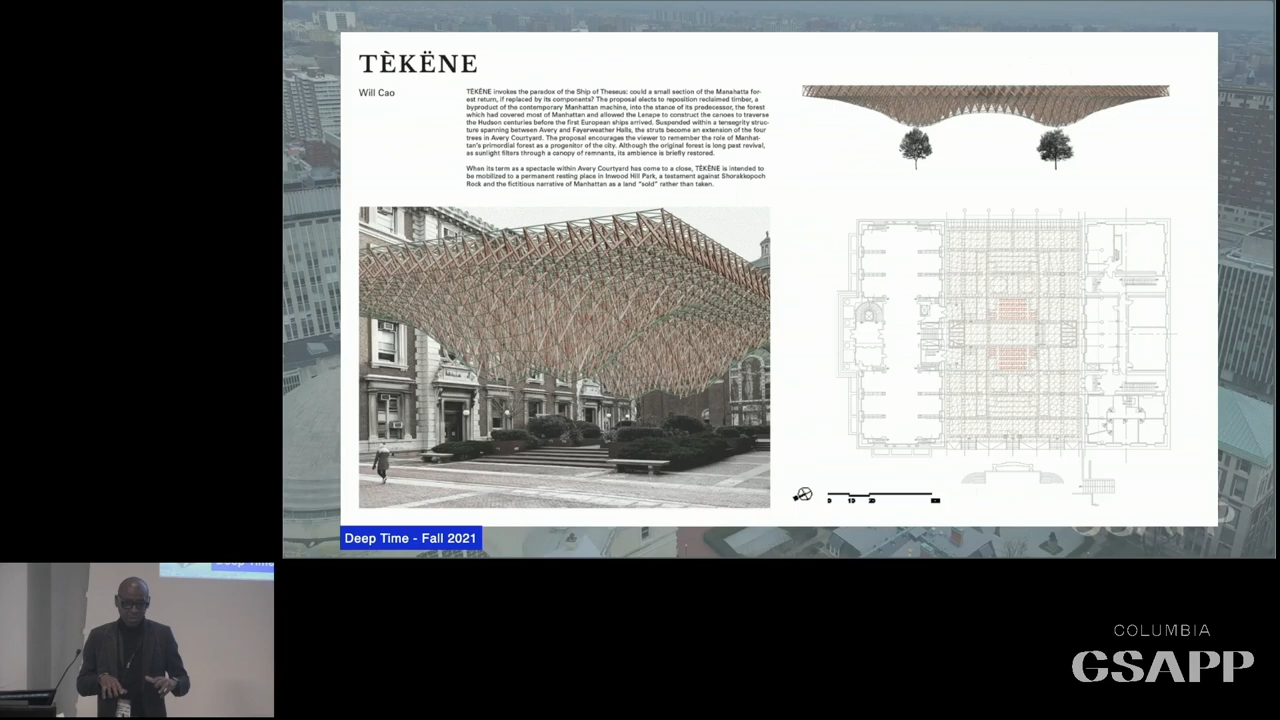 TÈKËNE
Will Cao
TÈKËNE invokes the paradox of the Ship of Theseus: could a small section of the Manahatta for-
est return, if replaced by its components? The proposal elects to reposition reclaimed timber, a
byproduct of the contemporary Manhattan machine, into the stance of its predecessor, the forest
which had covered most of Manhattan and allowed the Lenape to construct the canoes to traverse
the Hudson centuries before the first European ships arrived. Suspended within a tensegrity struc-
ture spanning between Avery and Fayerweather Halls, the struts become an extension of the four
trees in Avery Courtyard. The proposal encourages the viewer to remember the role of Manhat-
tan's primordial forest as a progenitor of the city. Although the original forest is long past revival,
as sunlight filters through a canopy of remnants, its ambience is briefly restored.
When its term as a spectacle within Avery Courtyard has come to a close, TÈKËNE is intended to
be mobilized to a permanent resting place in Inwood Hill Park, a testament against Shorakkopoch
Rock and the fictitious narrative of Manhattan as a land "sold" rather than taken.
Deep Time - Fall 2021
Deep Time
COLUMBIA
GSAPP